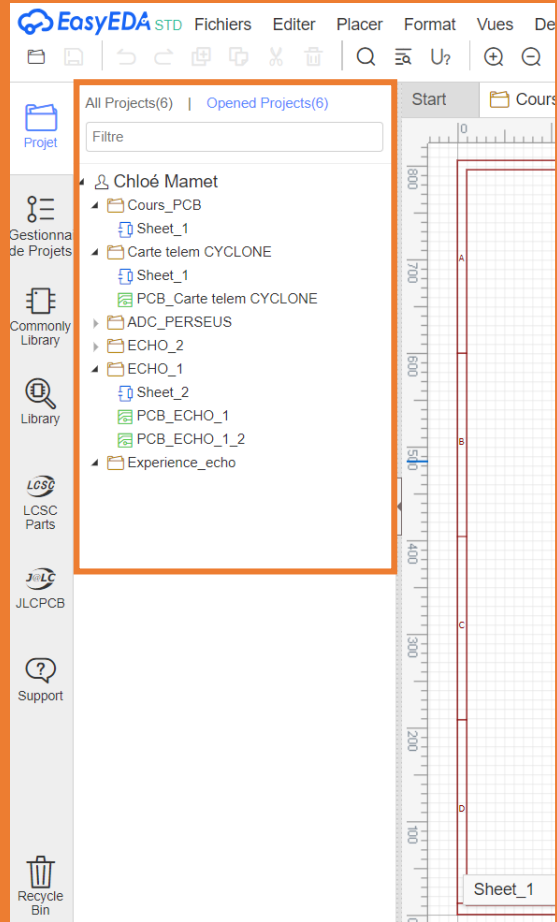 EasyEDA STD Fichiers Editer Placer Format Vues De
U?
Projet
All Projects(6) | Opened Projects(6)
Filtre
Chloé Mamet
Cours_PCB
Sheet_1
Carte telem CYCLONE
Sheet_1
PCB_Carte telem CYCLONE
ADC_PERSEUS
ECHO_2
ECHO_1
Sheet_2
PCB_ECHO_1
PCB_ECHO_1_2
Experience_echo
Gestionna
de Projets
Commonly
Library
Library
LCSC
LCSC
Parts
J@LC
JLCPCB
Support
Recycle
Bin
Start Cours
0
800
A
700
600
B
500
400
C
300
200
D
100
Sheet_1